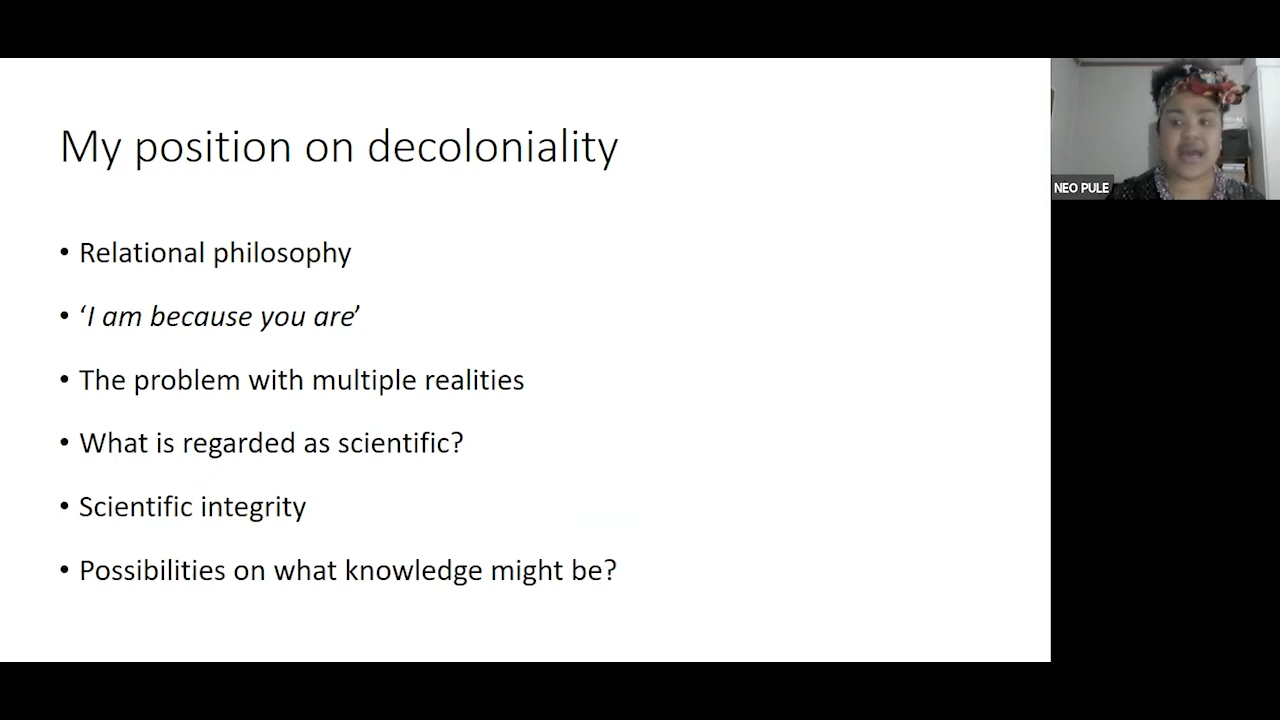 My position on decoloniality
• Relational philosophy
• ‘I am because you are’
• The problem with multiple realities
• What is regarded as scientific?
• Scientific integrity
• Possibilities on what knowledge might be?
NEO PULE